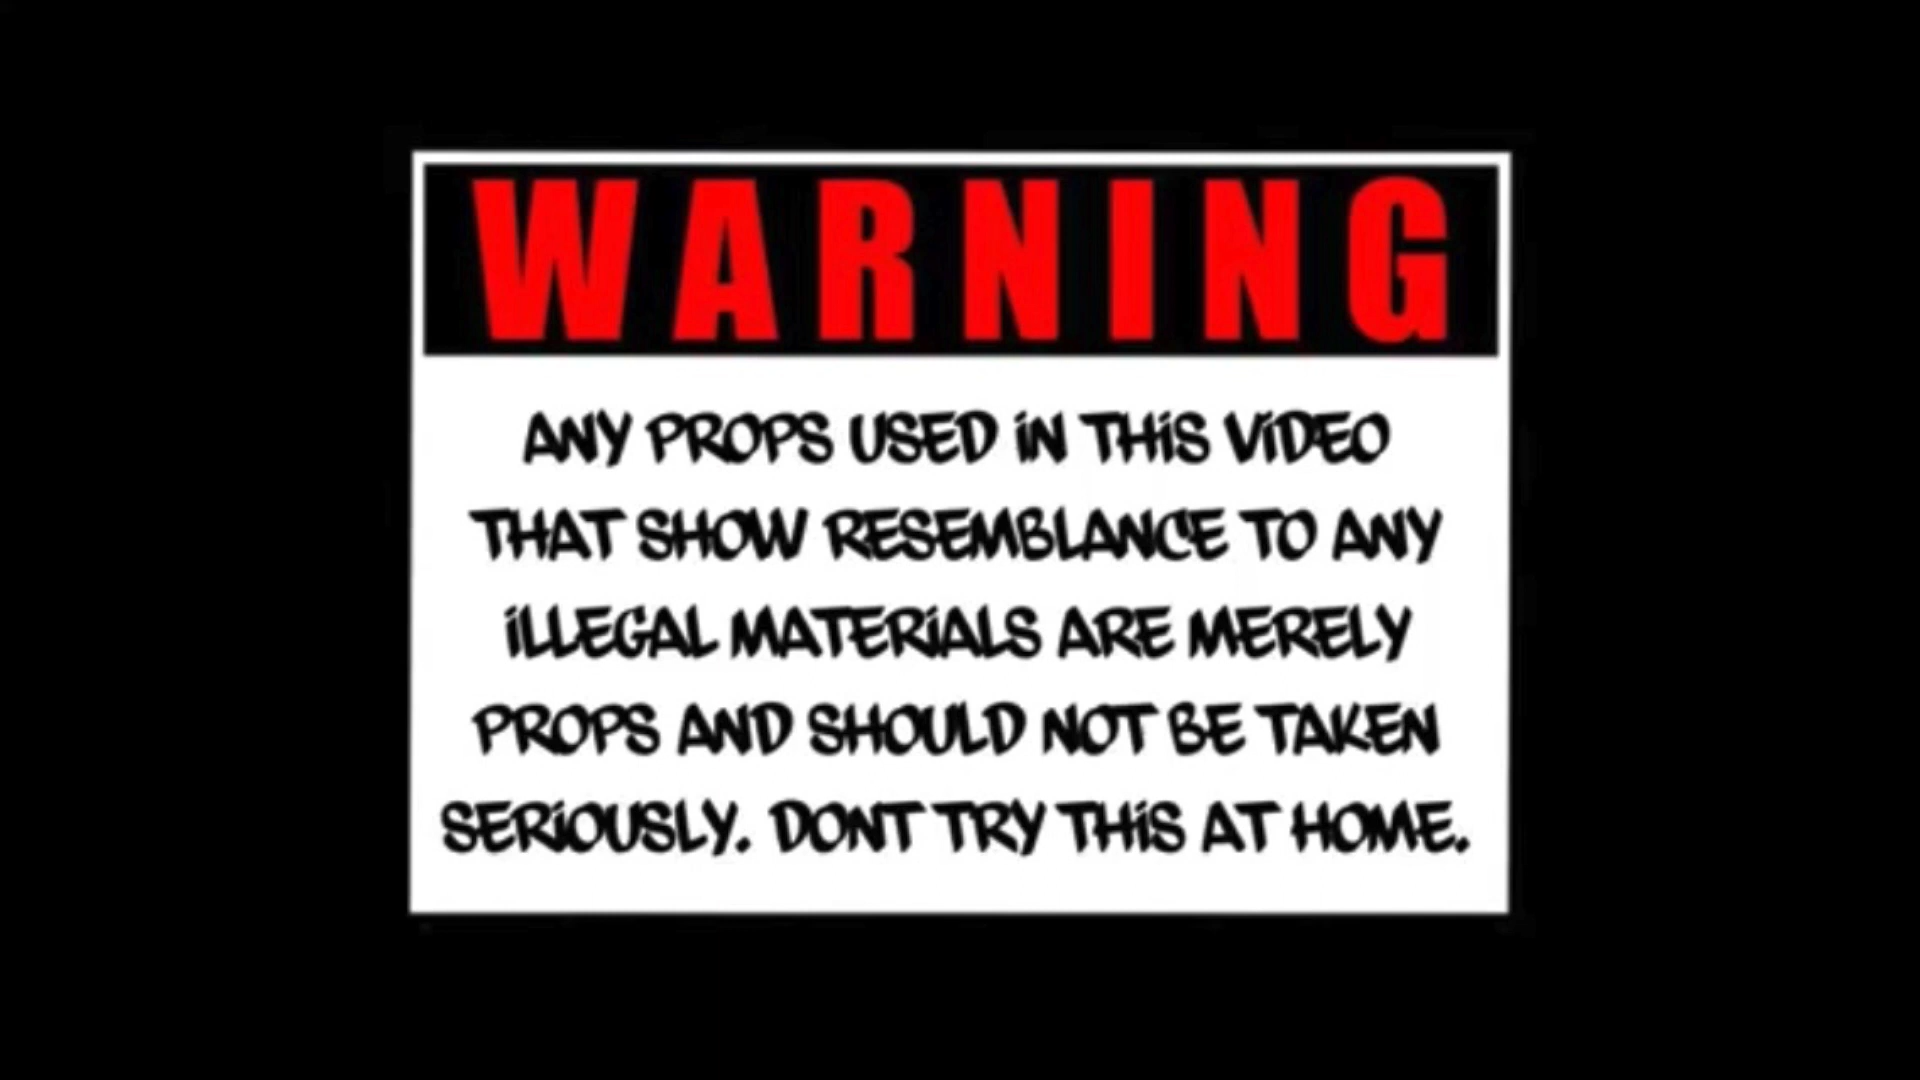 WARNING
ANY PROPS USED iN THiS ViDEO
THAT SHOW RESEMBLANCE TO ANY
iLLEGAL MATERiALS ARE MERELY
PROPS AND SHOULD NOT BE TAKEN
SERiOUSLY. DONT TRY THiS AT HOME.